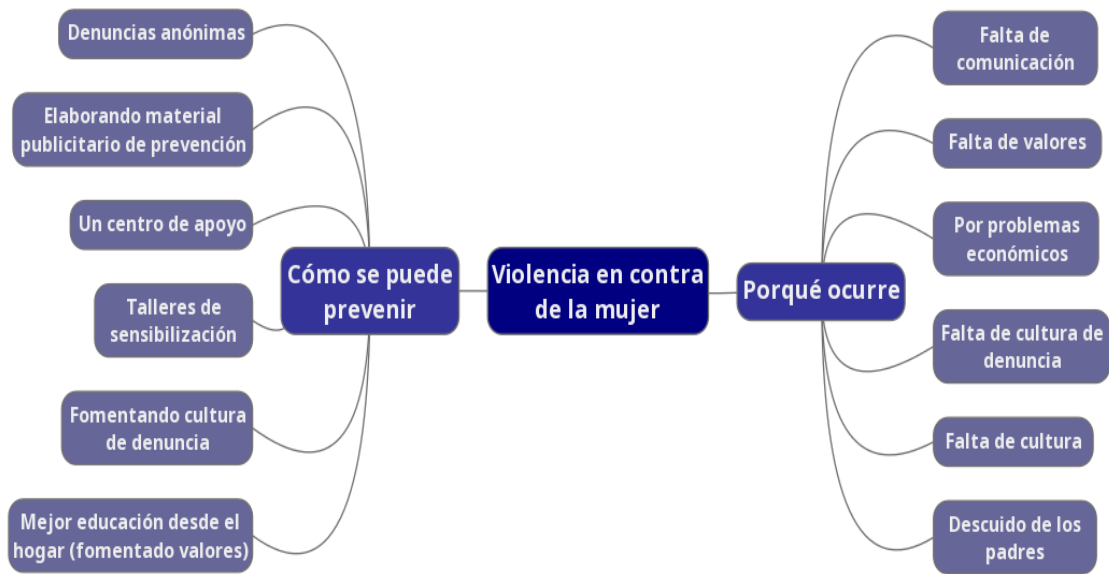 Violencia en contra
de la mujer
Cómo se puede
prevenir
Denuncias anónimas
Elaborando material
publicitario de prevención
Un centro de apoyo
Talleres de
sensibilización
Fomentando cultura
de denuncia
Mejor educación desde el
hogar (fomentado valores)
Porqué ocurre
Falta de
comunicación
Falta de valores
Por problemas
económicos
Falta de cultura de
denuncia
Falta de cultura
Descuido de los
padres